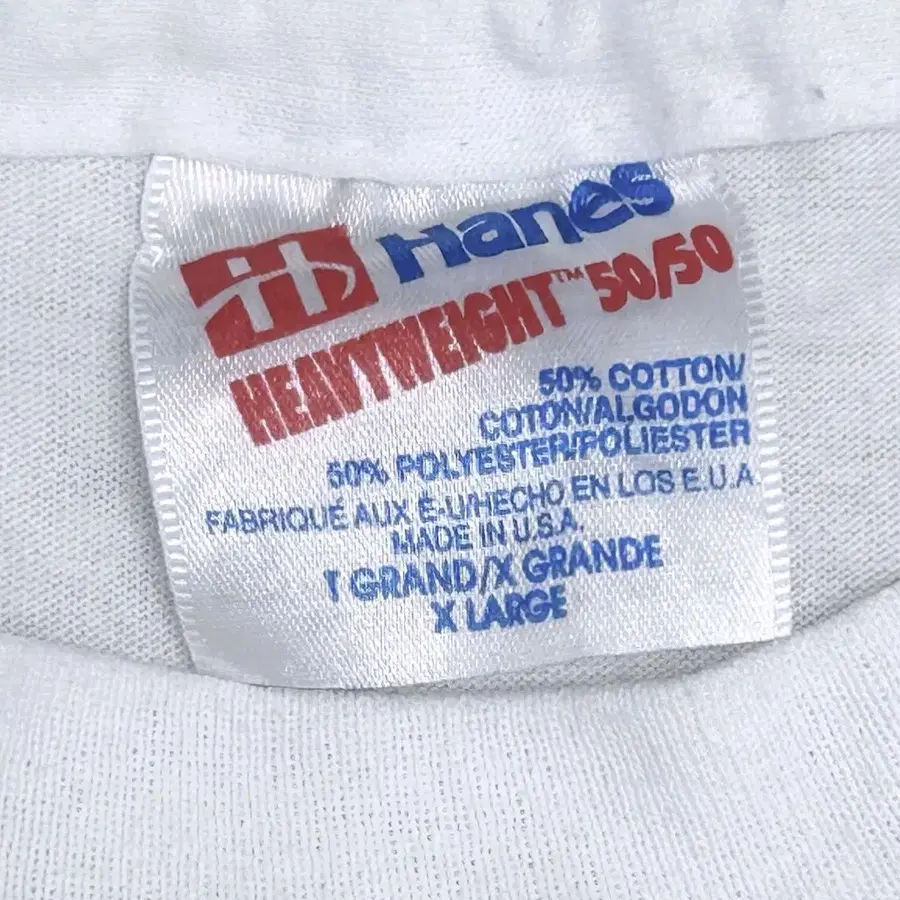 Hanes
HEAVYWEIGHT™ 50/50
50% COTTON/
COTON/ALGODON
50% POLYESTER/POLIESTER
FABRIQUÉ AUX É-U/HECHO EN LOS E.U.A.
MADE IN U.S.A.
T GRAND/X GRANDE
X LARGE